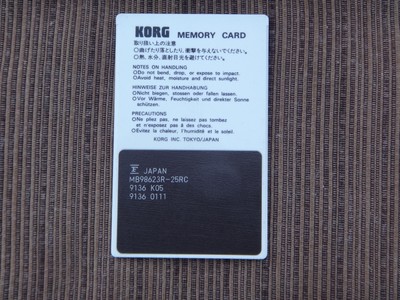 KORG MEMORY CARD
取り扱い上の注意
○曲げたり落としたり、衝撃を与えないでください。
○熱、水分、直射日光を避けてください。
NOTES ON HANDLING
○Do not bend, drop, or expose to impact.
○Avoid heat, moisture and direct sunlight.
HINWEISE ZUR HANDHABUNG
○Nicht biegen, stossen oder fallen lassen.
○Vor Wärme, Feuchtigkeit und direkter Sonne
schützen.
PRECAUTIONS
○Ne pliez pas, ne laissez pas tomber
et n'exposez pas à des chocs.
○Evitez la chaleur, l'humidité et le soleil.
KORG INC. TOKYO/JAPAN
JAPAN
MB98623R-25RC
9136 K05
9136 0111